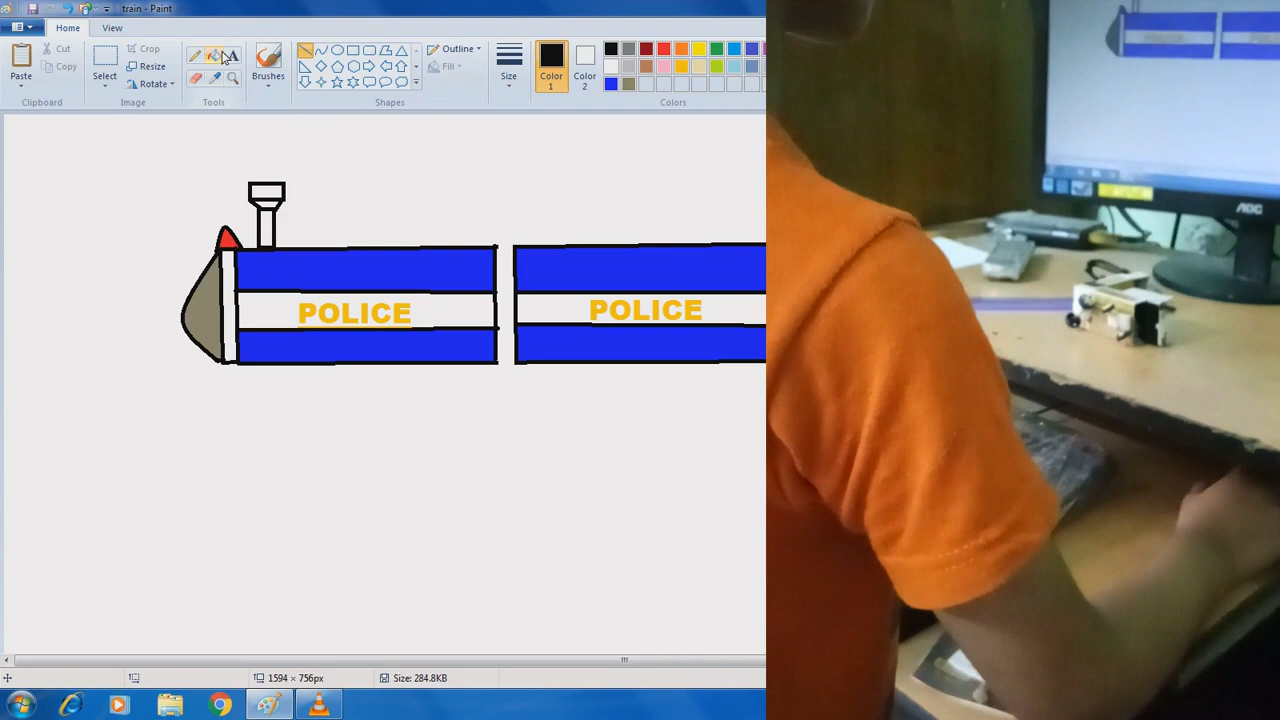 train - Paint
Home View
Paste
Cut
Copy
Clipboard
Select
Crop
Resize
Rotate
Image
A
Tools
Brushes
Shapes
Outline
Fill
Size
Color 1
Color 2
Colors
POLICE POLICE
AOC
1594 × 756px
Size: 284.8KB